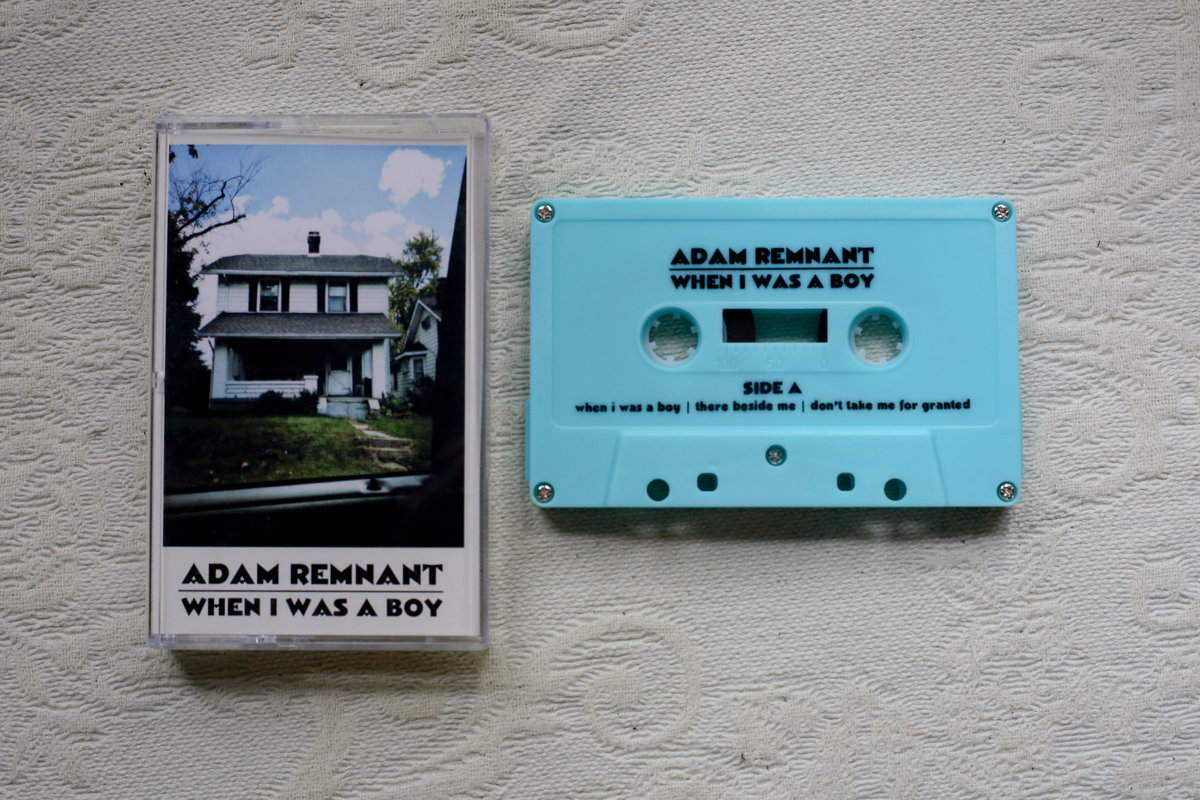 ADAM REMNANT
WHEN I WAS A BOY
ADAM REMNANT
WHEN I WAS A BOY
100 50 0
SIDE A
when i was a boy | there beside me | don't take me for granted